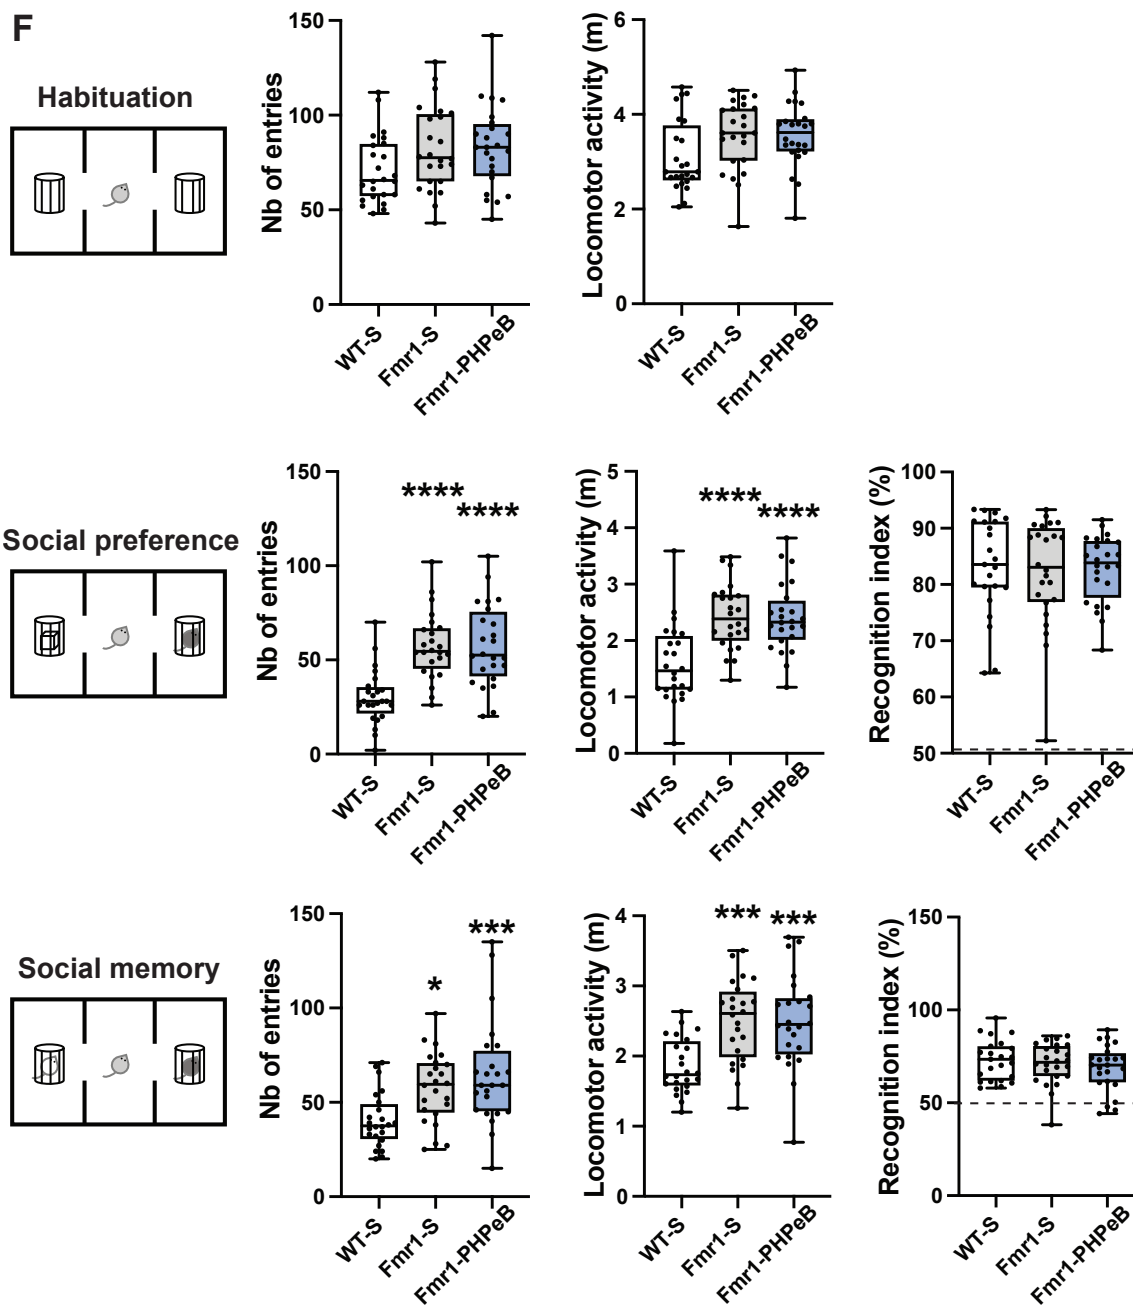 F
Habituation
Nb of entries
150
100
50
0
WT-S
Fmr1-S
Fmr1-PHPeB
Locomotor activity (m)
6
4
2
0
WT-S
Fmr1-S
Fmr1-PHPeB
Social preference
Nb of entries
150
100
50
0
****
****
WT-S
Fmr1-S
Fmr1-PHPeB
Locomotor activity (m)
5
4
3
2
1
0
****
****
WT-S
Fmr1-S
Fmr1-PHPeB
Recognition index (%)
100
90
80
70
60
50
WT-S
Fmr1-S
Fmr1-PHPeB
Social memory
Nb of entries
150
100
50
0
*
***
WT-S
Fmr1-S
Fmr1-PHPeB
Locomotor activity (m)
4
3
2
1
0
***
***
WT-S
Fmr1-S
Fmr1-PHPeB
Recognition index (%)
150
100
50
0
WT-S
Fmr1-S
Fmr1-PHPeB